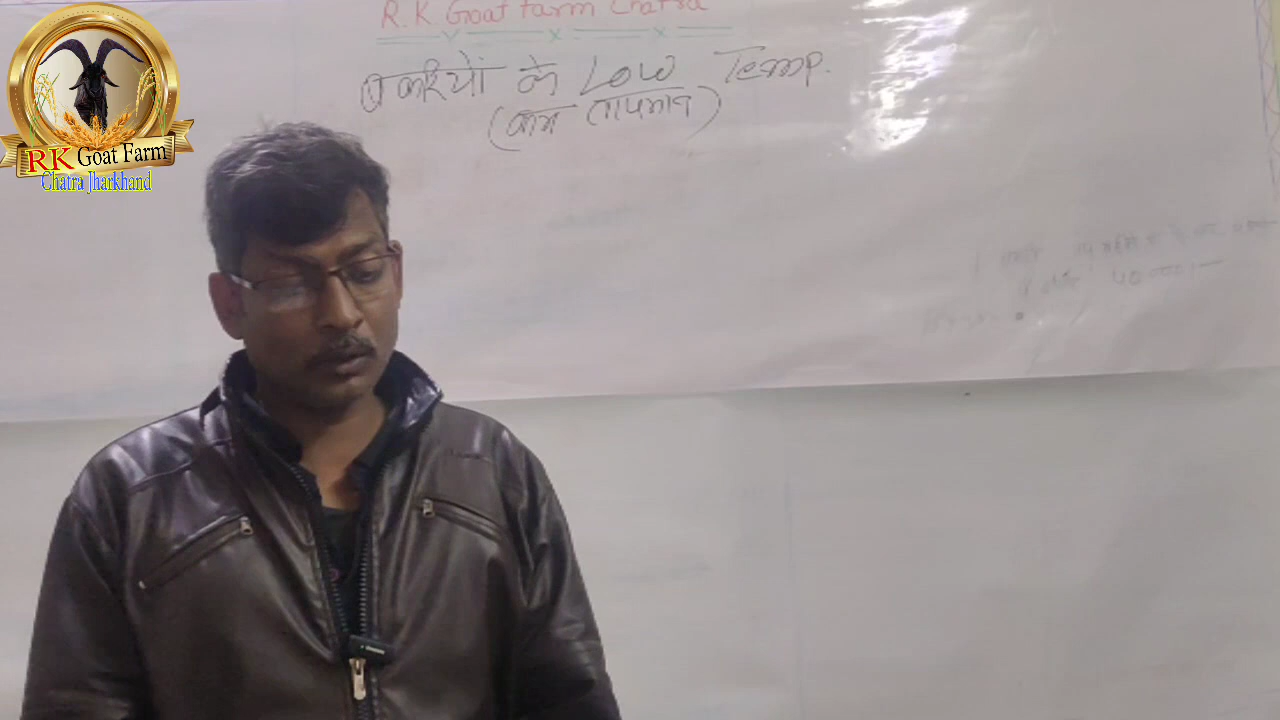 R.K. Goat farm Chatra
बकरियों के Low Temp.
(कम तापमान)
RK Goat Farm
Chatra Jharkhand